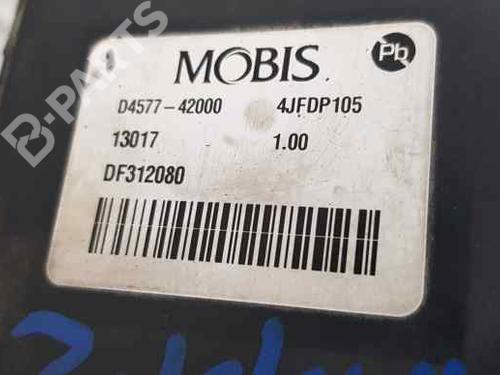 B-PARTS
MOBIS
Pb
D4577-42000 4JFDP105
13017 1.00
DF312080